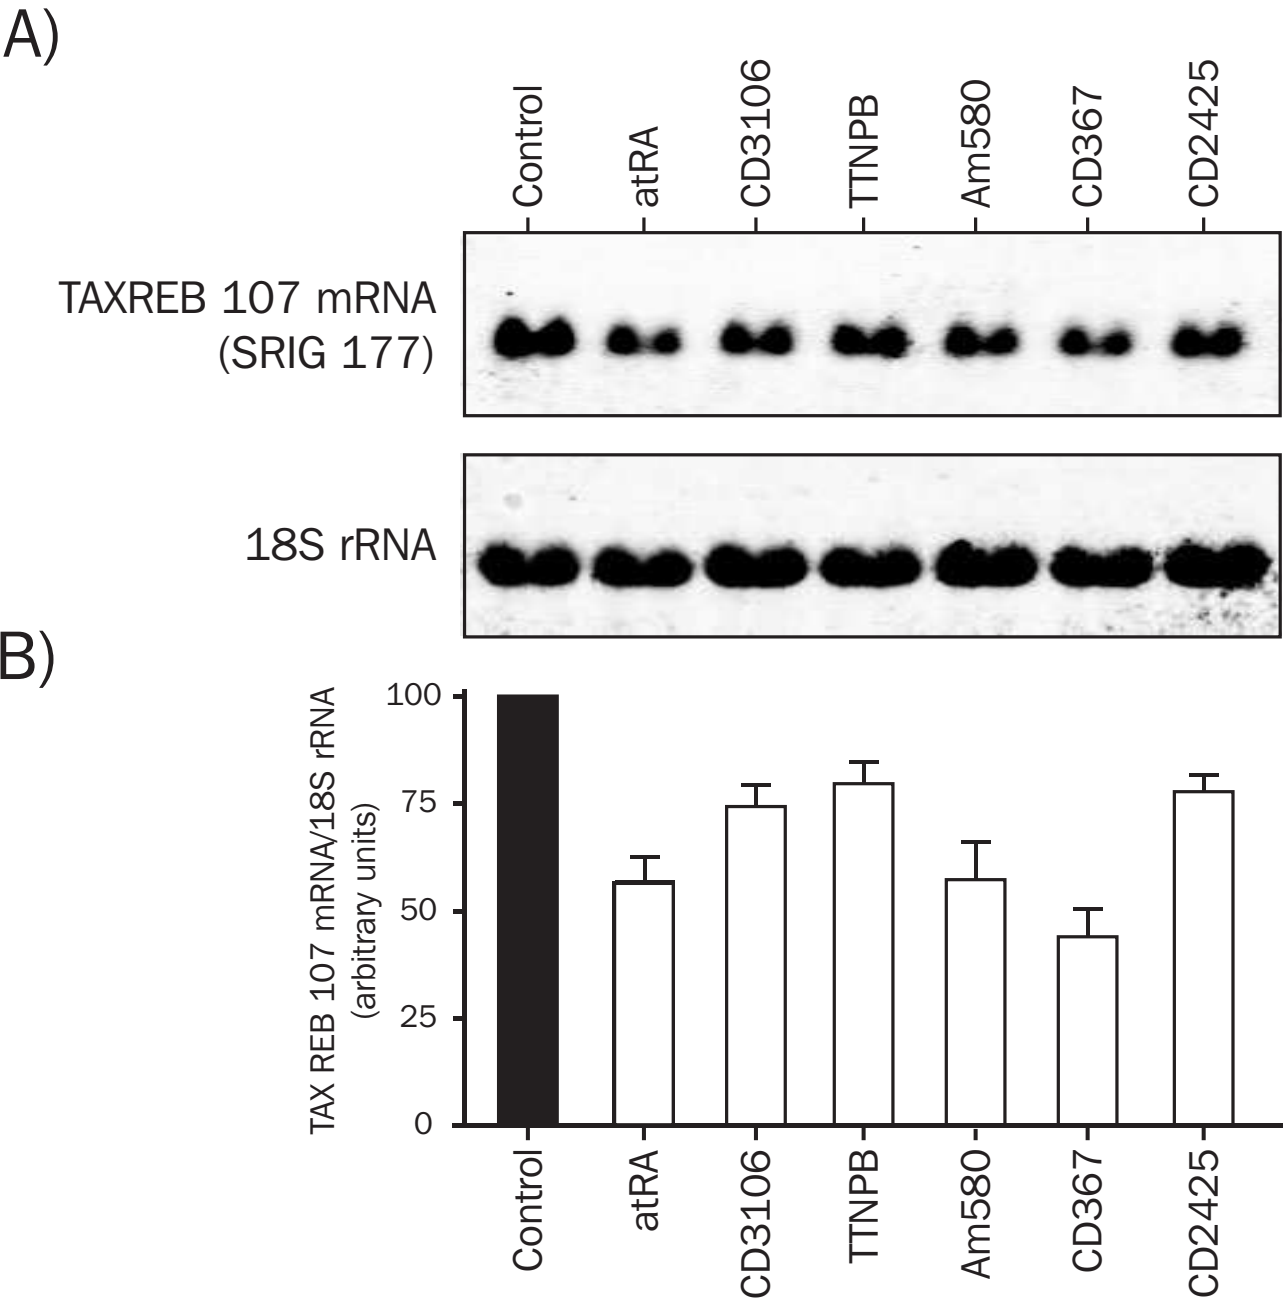 A)
Control
atRA
CD3106
TTNPB
Am580
CD367
CD2425
TAXREB 107 mRNA
(SRIG 177)
18S rRNA
B)
TAX REB 107 mRNA/18S rRNA
(arbitrary units)
100
75
50
25
0
Control
atRA
CD3106
TTNPB
Am580
CD367
CD2425